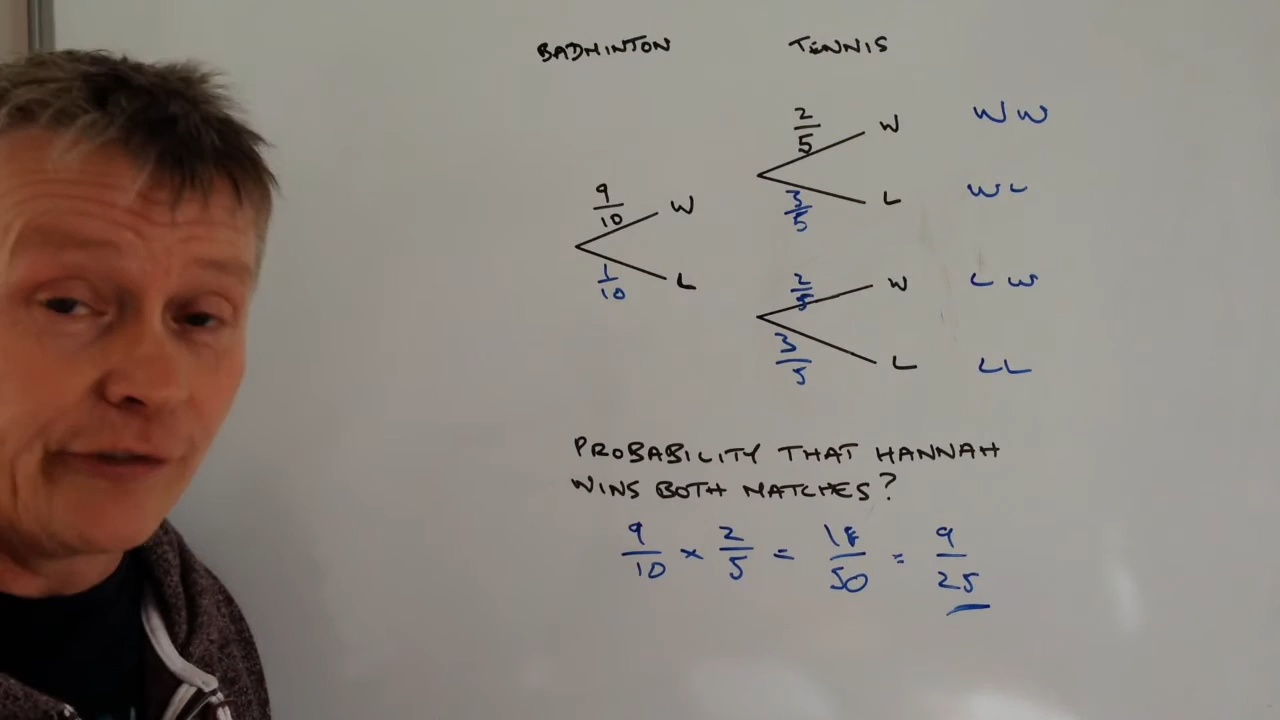 BADMINTON TENNIS
2/5 W WW
9/10 W 3/5 L WL
1/10 L 2/5 W LW
3/5 L LL
PROBABILITY THAT HANNAH
WINS BOTH MATCHES?
9/10 × 2/5 = 18/50 = 9/25